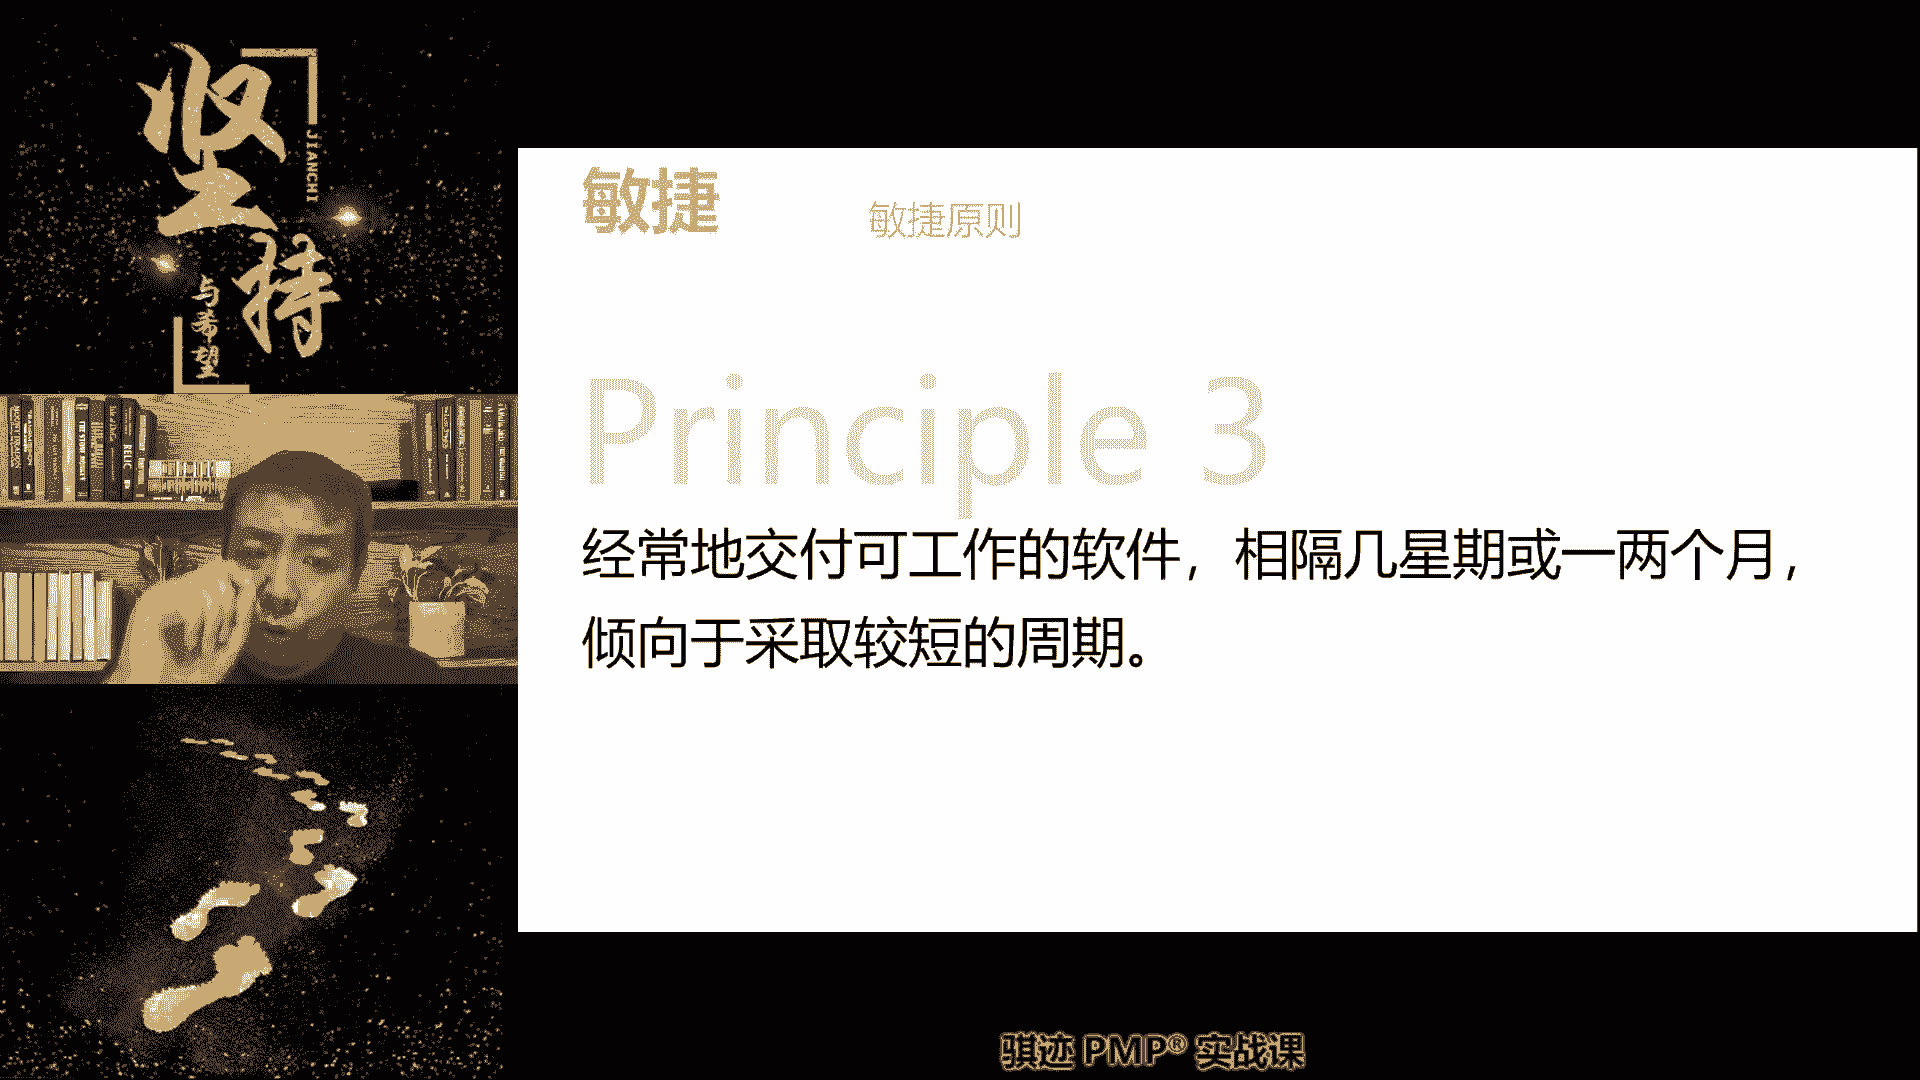 坚持
JIANCHI
与希望
敏捷
敏捷原则
Principle 3
经常地交付可工作的软件，相隔几星期或一两个月，
倾向于采取较短的周期。
RELIC
骐迹 PMP® 实战课